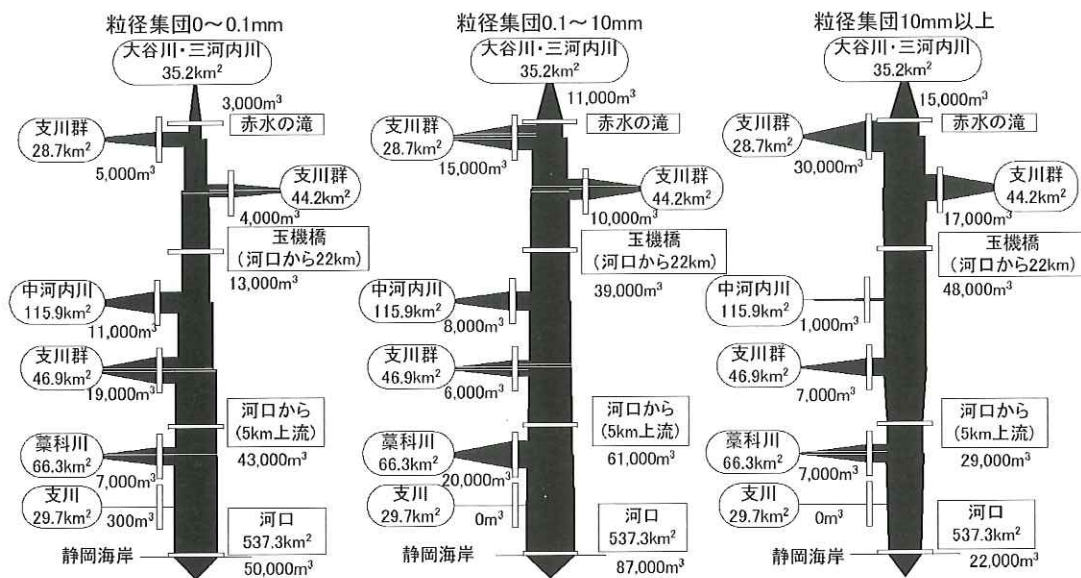 粒径集団0～0.1mm
大谷川・三河内川
35.2km²
3,000m³
赤水の滝
支川群
28.7km²
5,000m³
支川群
44.2km²
4,000m³
玉機橋
(河口から22km)
13,000m³
中河内川
115.9km²
11,000m³
支川群
46.9km²
19,000m³
河口から
(5km上流)
43,000m³
藁科川
66.3km²
7,000m³
支川
29.7km²
300m³
河口
537.3km²
静岡海岸
50,000m³
粒径集団0.1～10mm
大谷川・三河内川
35.2km²
11,000m³
赤水の滝
支川群
28.7km²
15,000m³
支川群
44.2km²
10,000m³
玉機橋
(河口から22km)
39,000m³
中河内川
115.9km²
8,000m³
支川群
46.9km²
6,000m³
河口から
(5km上流)
61,000m³
藁科川
66.3km²
20,000m³
支川
29.7km²
0m³
河口
537.3km²
静岡海岸
87,000m³
粒径集団10mm以上
大谷川・三河内川
35.2km²
15,000m³
赤水の滝
支川群
28.7km²
30,000m³
支川群
44.2km²
17,000m³
玉機橋
(河口から22km)
48,000m³
中河内川
115.9km²
1,000m³
支川群
46.9km²
7,000m³
河口から
(5km上流)
29,000m³
藁科川
66.3km²
7,000m³
支川
29.7km²
0m³
河口
537.3km²
静岡海岸
22,000m³